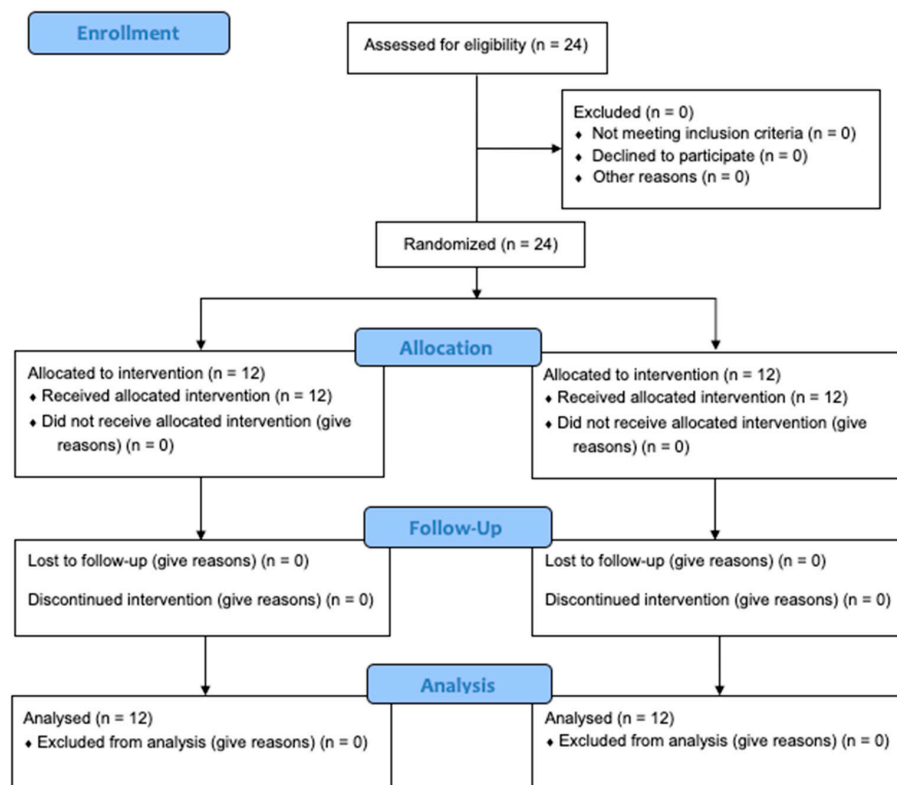 Enrollment
Assessed for eligibility (n = 24)
Excluded (n = 0)
♦ Not meeting inclusion criteria (n = 0)
♦ Declined to participate (n = 0)
♦ Other reasons (n = 0)
Randomized (n = 24)
Allocation
Allocated to intervention (n = 12)
♦ Received allocated intervention (n = 12)
♦ Did not receive allocated intervention (give
reasons) (n = 0)
Allocated to intervention (n = 12)
♦ Received allocated intervention (n = 12)
♦ Did not receive allocated intervention (give
reasons) (n = 0)
Follow-Up
Lost to follow-up (give reasons) (n = 0)
Discontinued intervention (give reasons) (n = 0)
Lost to follow-up (give reasons) (n = 0)
Discontinued intervention (give reasons) (n = 0)
Analysis
Analysed (n = 12)
♦ Excluded from analysis (give reasons) (n = 0)
Analysed (n = 12)
♦ Excluded from analysis (give reasons) (n = 0)